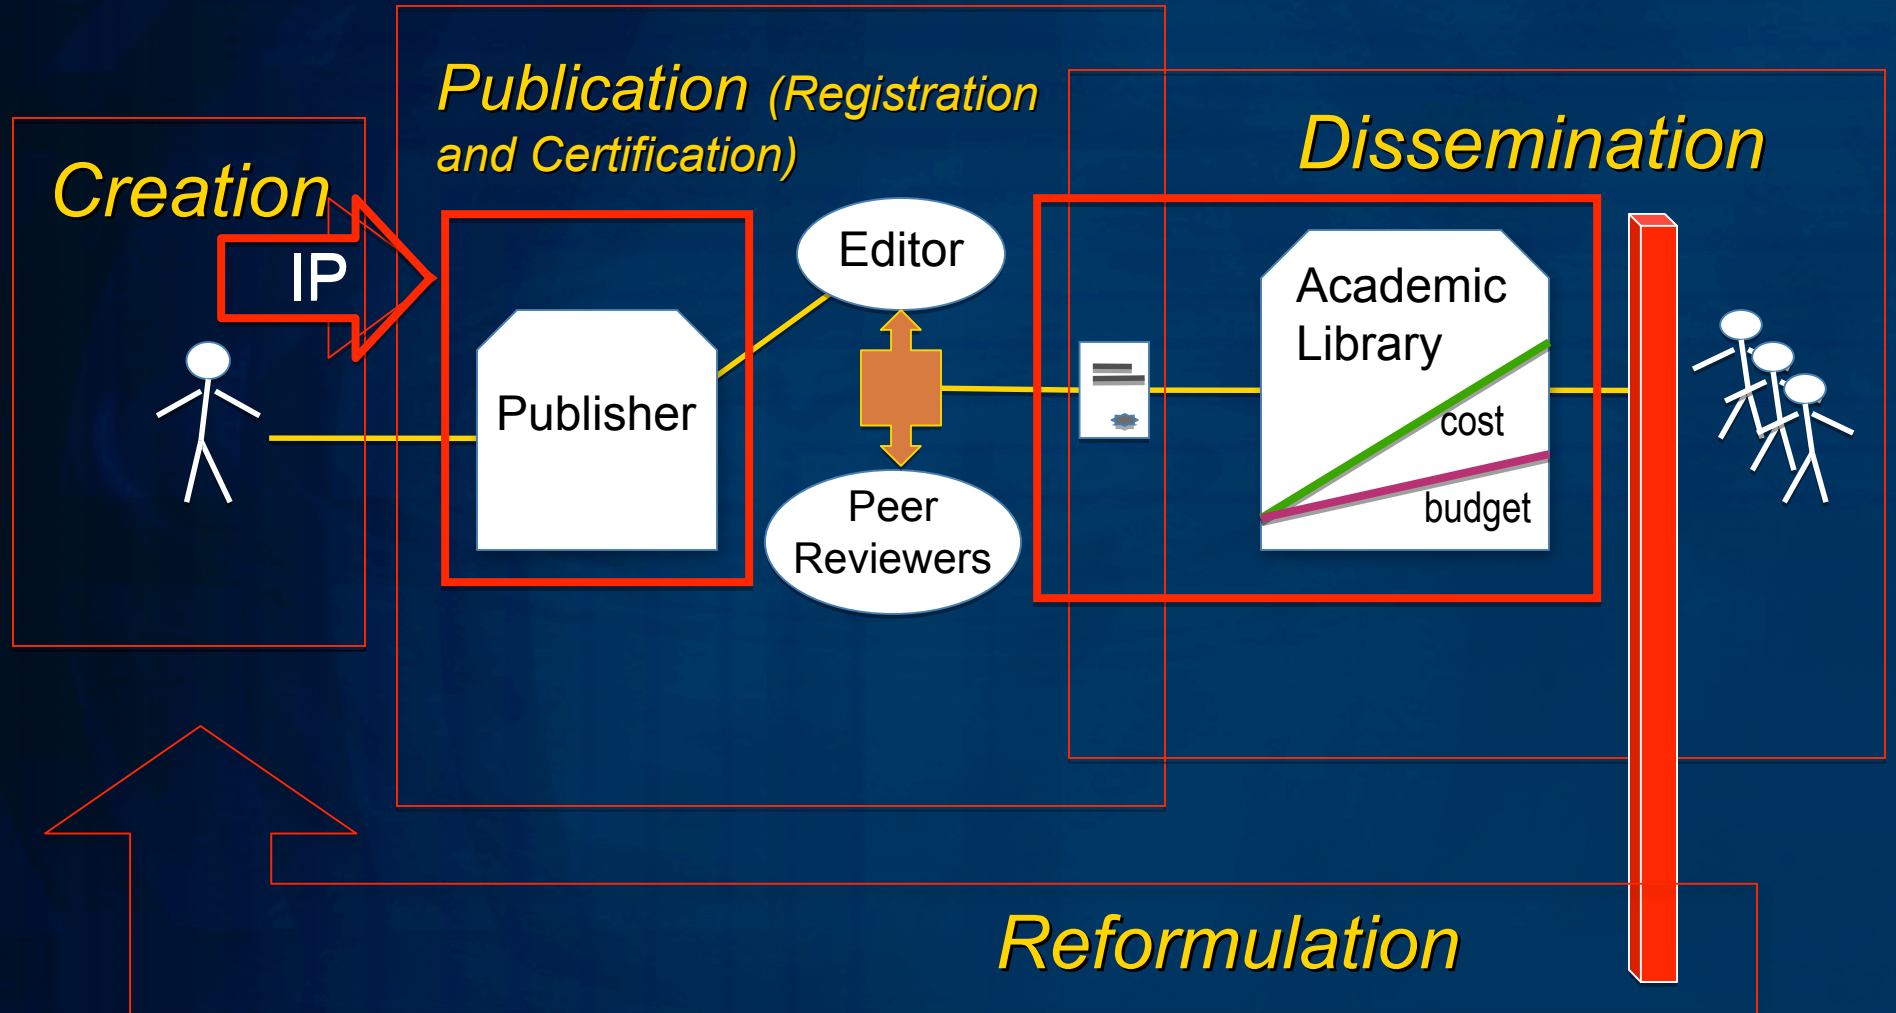 Creation
IP
Publication (Registration
and Certification)
Publisher
Editor
Peer
Reviewers
Dissemination
Academic
Library
cost
budget
Reformulation